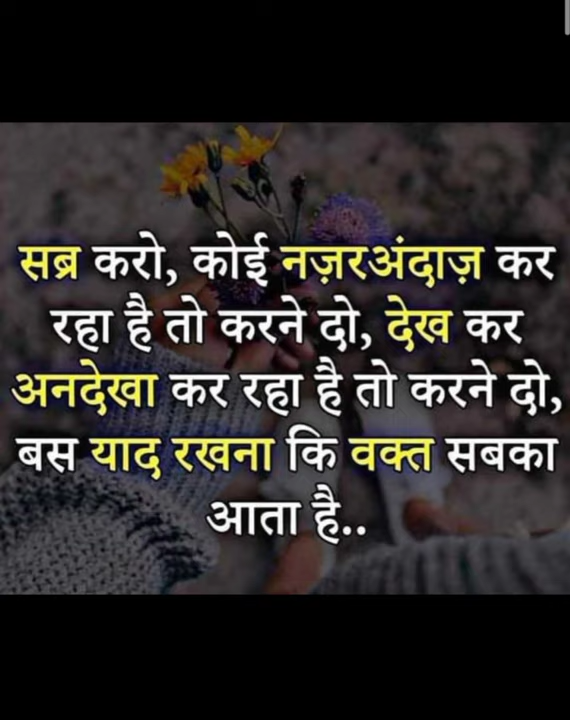 सब्र करो, कोई नज़रअंदाज़ कर
रहा है तो करने दो, देख कर
अनदेखा कर रहा है तो करने दो,
बस याद रखना कि वक्त सबका
आता है..